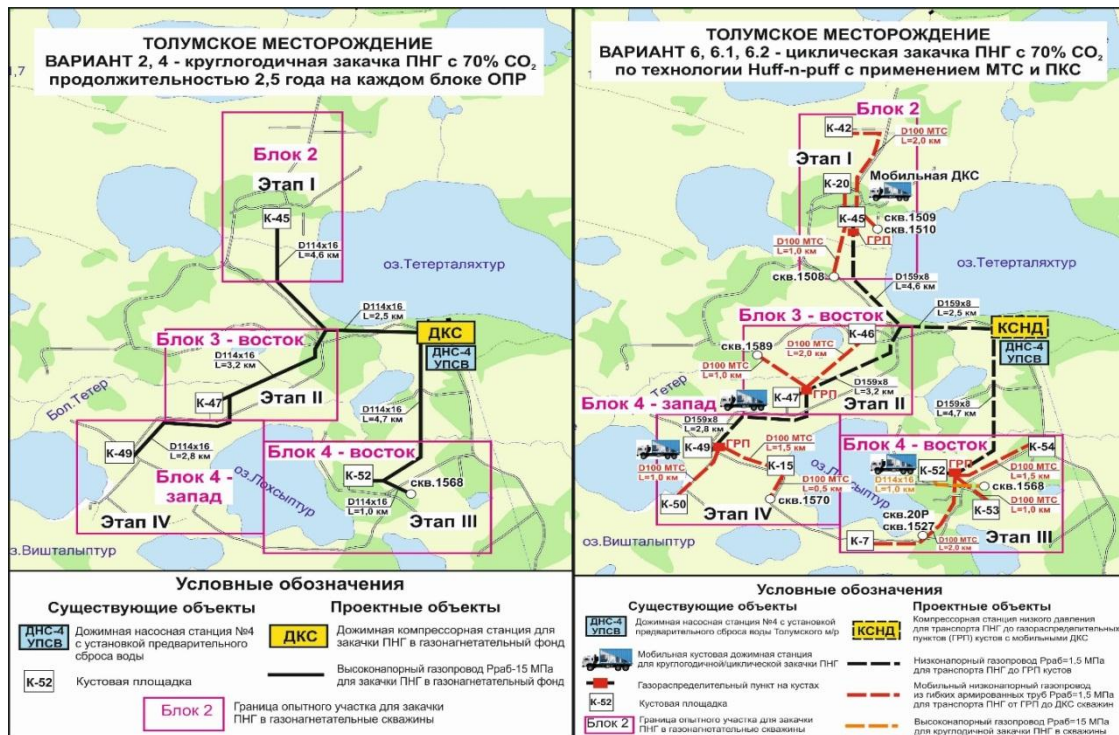 1,7
ТОЛУМСКОЕ МЕСТОРОЖДЕНИЕ
ВАРИАНТ 2, 4 - круглогодичная закачка ПНГ с 70% CO₂
продолжительностью 2,5 года на каждом блоке ОПР
Блок 2
Этап I
К-45
D114x16
L=4,6 км
оз.Тетерталяхтур
D114x16
L=2,5 км
ДКС
ДНС-4
УПСВ
Блок 3 - восток
D114x16
L=3,2 км
Бол.Тетер
К-47
Этап II
D114x16
L=4,7 км
К-49
D114x16
L=2,8 км
Блок 4 -
запад
оз.Лохсыптур
Блок 4 - восток
К-52
скв.1568
D114x16
L=1,0 км
Этап IV
Этап III
оз.Вишталыптур
Условные обозначения
Существующие объекты
Проектные объекты
ДНС-4
УПСВ
Дожимная насосная станция №4
с установкой предварительного
сброса воды
ДКС
Дожимная компрессорная станция для
закачки ПНГ в газонагнетательный фонд
К-52
Кустовая площадка
Высоконапорный газопровод Pраб-15 МПа
для закачки ПНГ в газонагнетательный фонд
Блок 2
Граница опытного участка для закачки
ПНГ в газонагнетательные скважины
ТОЛУМСКОЕ МЕСТОРОЖДЕНИЕ
ВАРИАНТ 6, 6.1, 6.2 - циклическая закачка ПНГ с 70% CO₂
по технологии Huff-n-puff с применением МТС и ПКС
Блок 2
К-42
D100 МТС
L=2,0 км
Этап I
К-20
Мобильная ДКС
К-45
скв.1509
скв.1510
ГРП
D100 МТС
L=1,0 км
оз.Тетерталяхтур
скв.1508
D159x8
L=4,6 км
D159x8
L=2,5 км
Блок 3 - восток
КСНД
ДНС-4
УПСВ
К-46
скв.1589
D100 МТС
L=2,0 км
D100 МТС
L=1,0 км
Тетер
ГРП
D159x8
L=3,2 км
К-47
Этап II
D159x8
L=4,7 км
Блок 4 - запад
D159x8
L=2,8 км
ГРП
К-49
D100 МТС
L=1,5 км
Блок 4 - восток
К-54
D100 МТС
L=1,0 км
К-15
D100 МТС
L=0,5 км
К-52
ГРП
D100 МТС
L=1,5 км
скв.1568
D114x16
L=1,0 км
К-50
скв.1570
К-53
D100 МТС
L=1,0 км
скв.20Р
скв.1527
Этап IV
К-7
D100 МТС
L=2,0 км
Этап III
оз.Вишталыптур
Условные обозначения
Существующие объекты
Проектные объекты
ДНС-4
УПСВ
Дожимная насосная станция №4 с установкой
предварительного сброса воды Толумского м/р
КСНД
Компрессорная станция низкого давления
для транспорта ПНГ до газораспределительных
пунктов (ГРП) кустов с мобильными ДКС
Мобильная кустовая дожимная станция
для круглогодичной/циклической закачки ПНГ
Низконапорный газопровод Pраб=1,5 МПа
для транспорта ПНГ до ГРП кустов
Газораспределительный пункт на кустах
Мобильный низконапорный газопровод
из гибких армированных труб Pраб=1,5 МПа
для транспорта ПНГ от ГРП до ДКС скважин
К-52
Кустовая площадка
Блок 2
Граница опытного участка для закачки
ПНГ в газонагнетательные скважины
Высоконапорный газопровод Pраб=15 МПа
для кругодичной закачки ПНГ в скважины